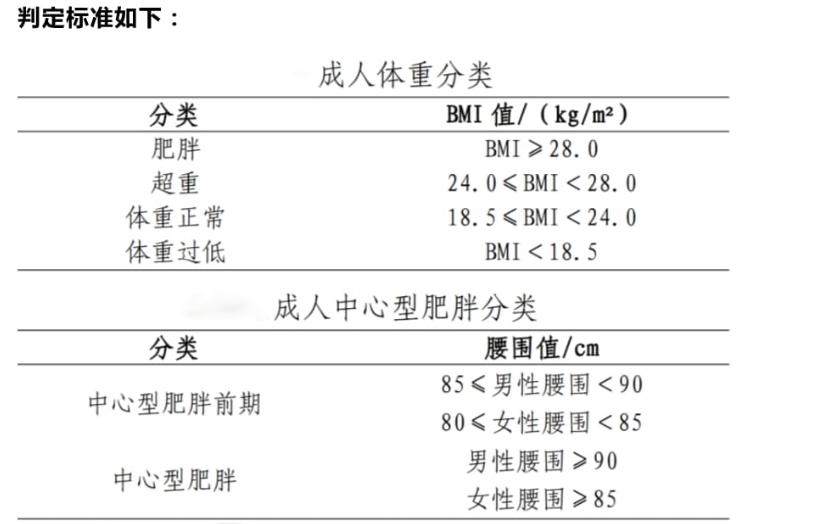 判定标准如下：
成人体重分类
分类 BMI 值/（kg/m²）
肥胖 BMI⩾28.0
超重 24.0⩽BMI＜28.0
体重正常 18.5⩽BMI＜24.0
体重过低 BMI＜18.5
成人中心型肥胖分类
分类 腰围值/cm
中心型肥胖前期 85⩽男性腰围＜90
80⩽女性腰围＜85
中心型肥胖 男性腰围⩾90
女性腰围⩾85